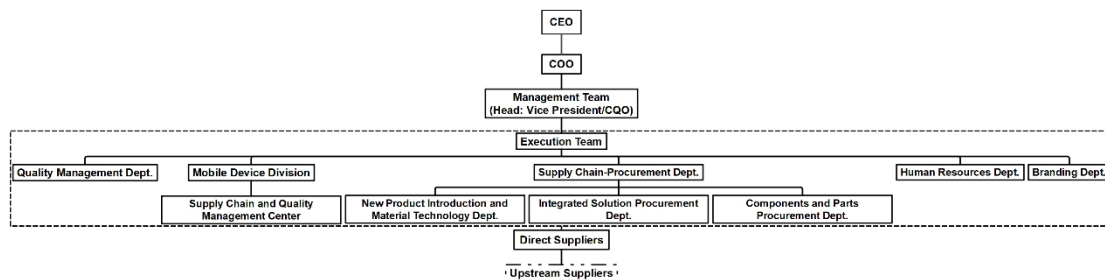 CEO
COO
Management Team
(Head: Vice President/CQO)
Execution Team
Quality Management Dept.
Mobile Device Division
Supply Chain-Procurement Dept.
Human Resources Dept.
Branding Dept.
Supply Chain and Quality
Management Center
New Product Introduction and
Material Technology Dept.
Integrated Solution Procurement
Dept.
Components and Parts
Procurement Dept.
Direct Suppliers
Upstream Suppliers